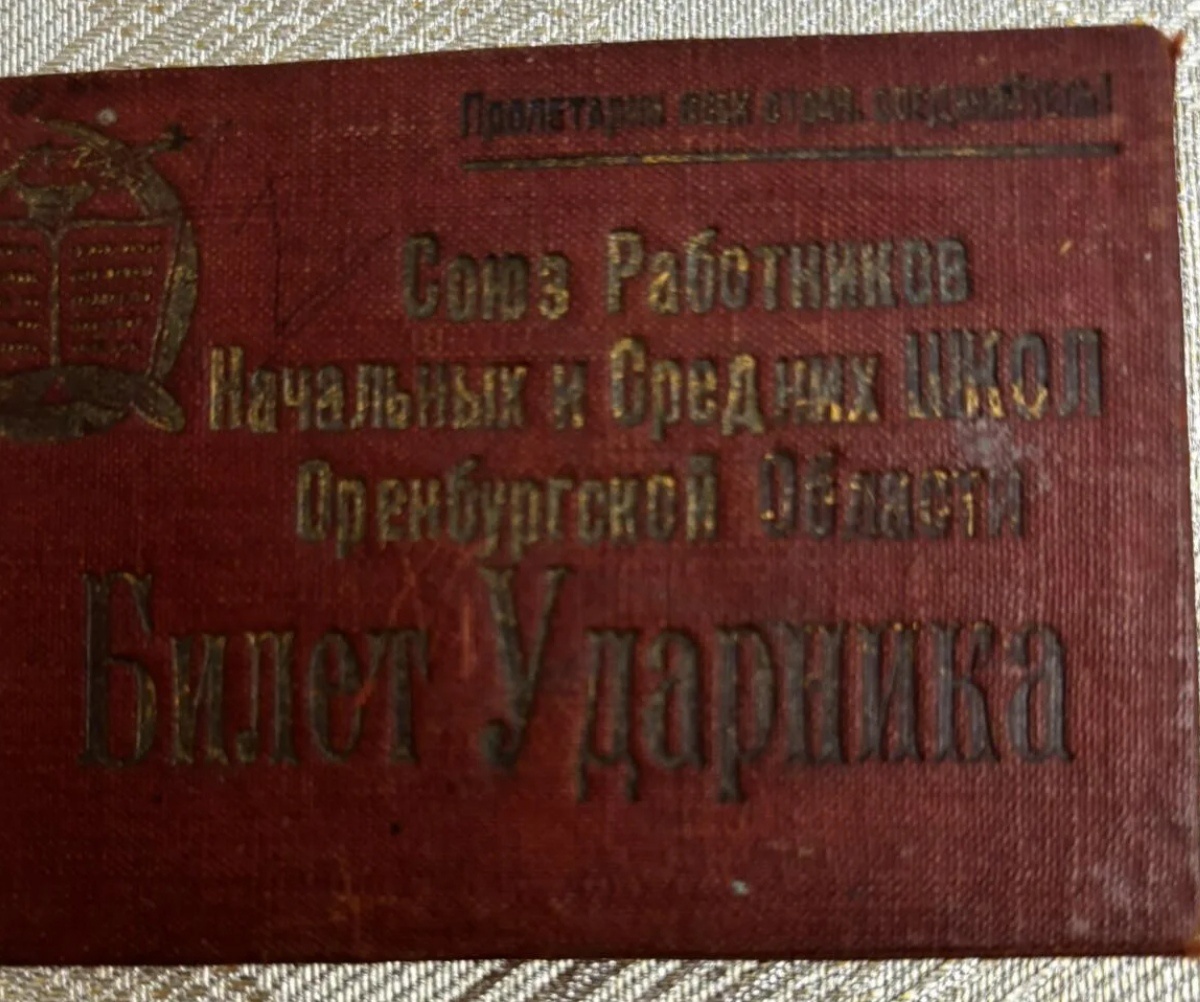 Пролетарии всех стран, соединяйтесь!
Союз Работников
Начальных и Средних школ
Оренбургской Области
Билет Ударника